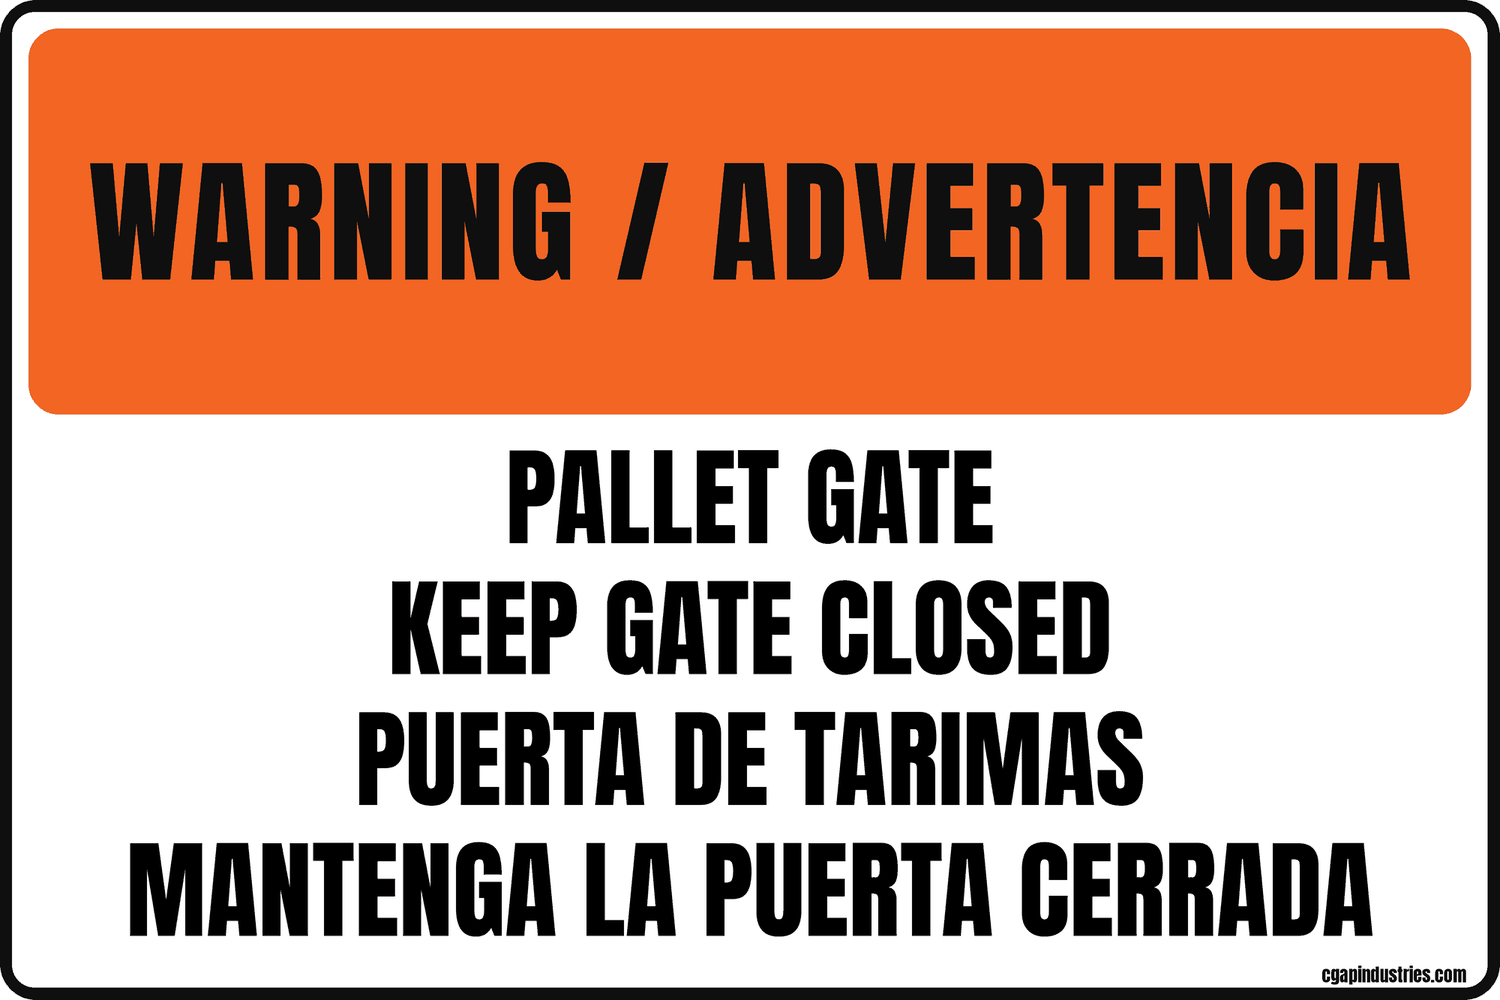 WARNING / ADVERTENCIA
PALLET GATE
KEEP GATE CLOSED
PUERTA DE TARIMAS
MANTENGA LA PUERTA CERRADA
cgapindustries.com